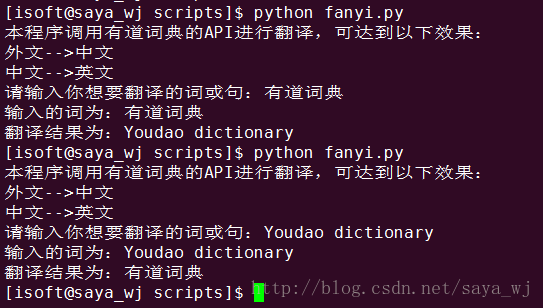 [isoft@saya_wj scripts]$ python fanyi.py
本程序调用有道词典的API进行翻译，可达到以下效果：
外文-->中文
中文-->英文
请输入你想要翻译的词或句：有道词典
输入的词为：有道词典
翻译结果为：Youdao dictionary
[isoft@saya_wj scripts]$ python fanyi.py
本程序调用有道词典的API进行翻译，可达到以下效果：
外文-->中文
中文-->英文
请输入你想要翻译的词或句：Youdao dictionary
输入的词为：Youdao dictionary
翻译结果为：有道词典
[isoft@saya_wj scripts]$ http://blog.csdn.net/saya_wj